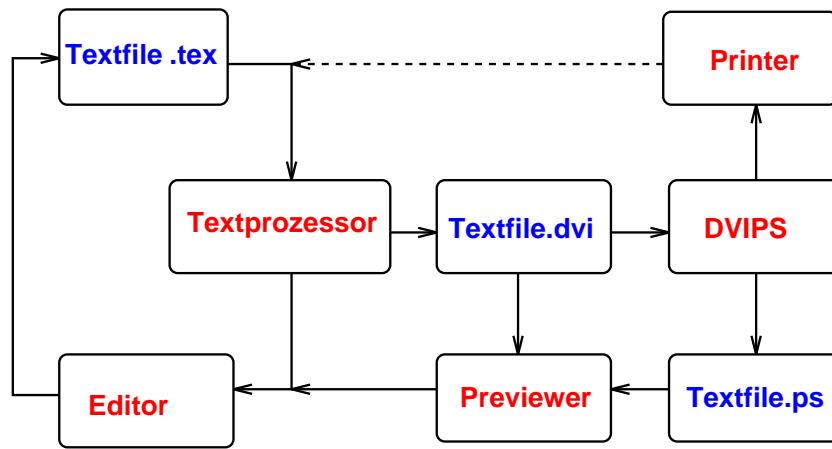 Textfile .tex
Printer
Textprozessor
Textfile.dvi
DVIPS
Editor
Previewer
Textfile.ps